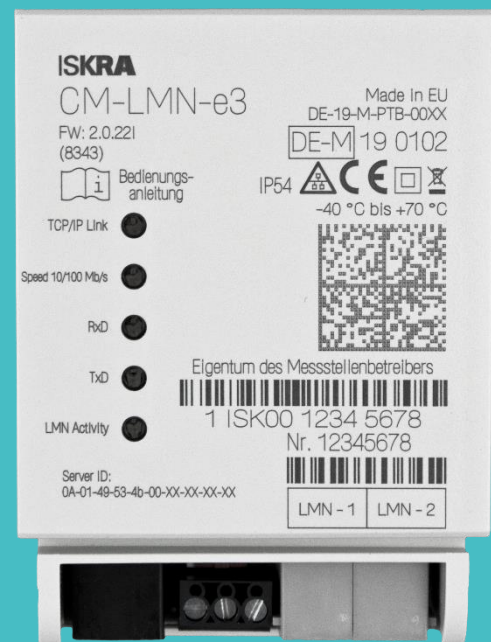 ISKRA
CM-LMN-e3
FW: 2.0.22I
(8343)
Bedienungs-
anleitung
i
Made in EU
DE-19-M-PTB-00XX
DE-M 19 0102
IP54 CE
-40 °C bis +70 °C
TCP/IP Link
Speed 10/100 Mb/s
RxD
TxD
LMN Activity
Eigentum des Messstellenbetreibers
1 ISK00 1234 5678
Nr. 12345678
Server ID:
0A-01-49-53-4b-00-XX-XX-XX-XX
LMN - 1 LMN - 2